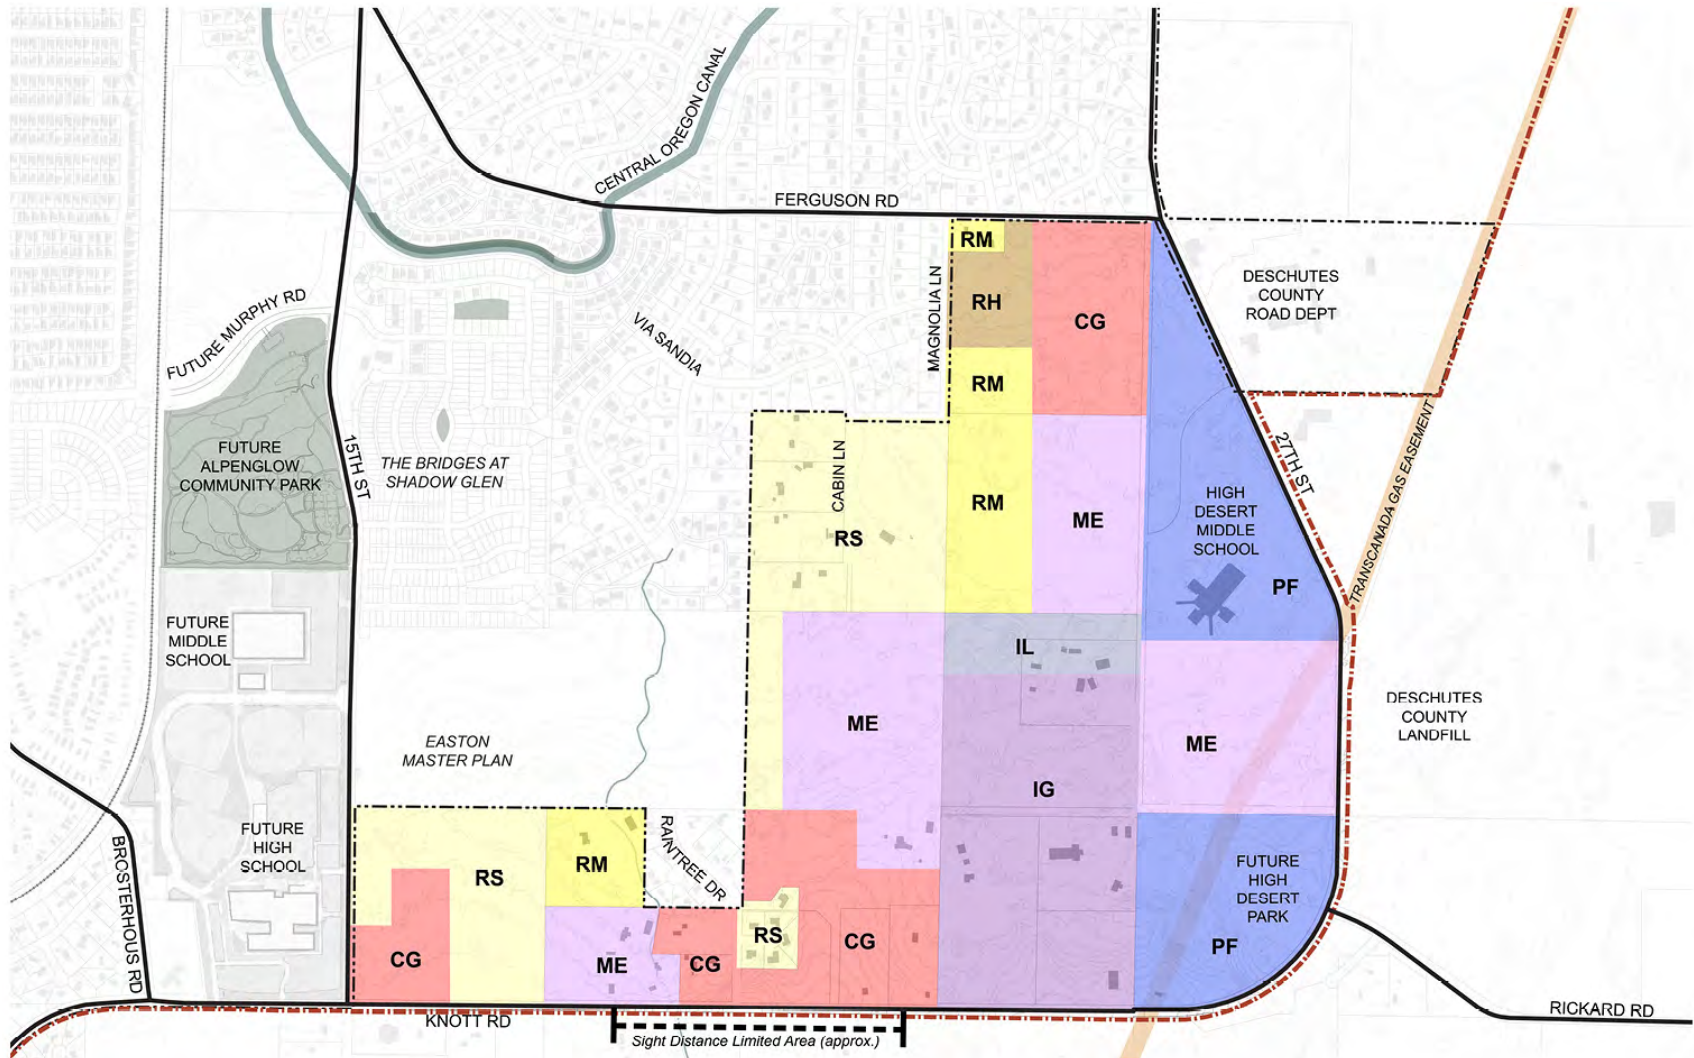 CENTRAL OREGON CANAL
FERGUSON RD
RM
MAGNOLIA LN
RH
CG
DESCHUTES
COUNTY
ROAD DEPT
FUTURE MURPHY RD
VIA SANDIA
RM
FUTURE
ALPENGLOW
COMMUNITY PARK
15TH ST
THE BRIDGES AT
SHADOW GLEN
CABIN LN
RS
RM
ME
HIGH
DESERT
MIDDLE
SCHOOL
PF
27TH ST
TRANSCANADA GAS EASEMENT
FUTURE
MIDDLE
SCHOOL
IL
EASTON
MASTER PLAN
ME
IG
ME
DESCHUTES
COUNTY
LANDFILL
BROSTERHOUS RD
FUTURE
HIGH
SCHOOL
RS
RM
RAINTREE DR
FUTURE
HIGH
DESERT
PARK
PF
CG
ME
CG
RS
CG
KNOTT RD
RICKARD RD
Sight Distance Limited Area (approx.)